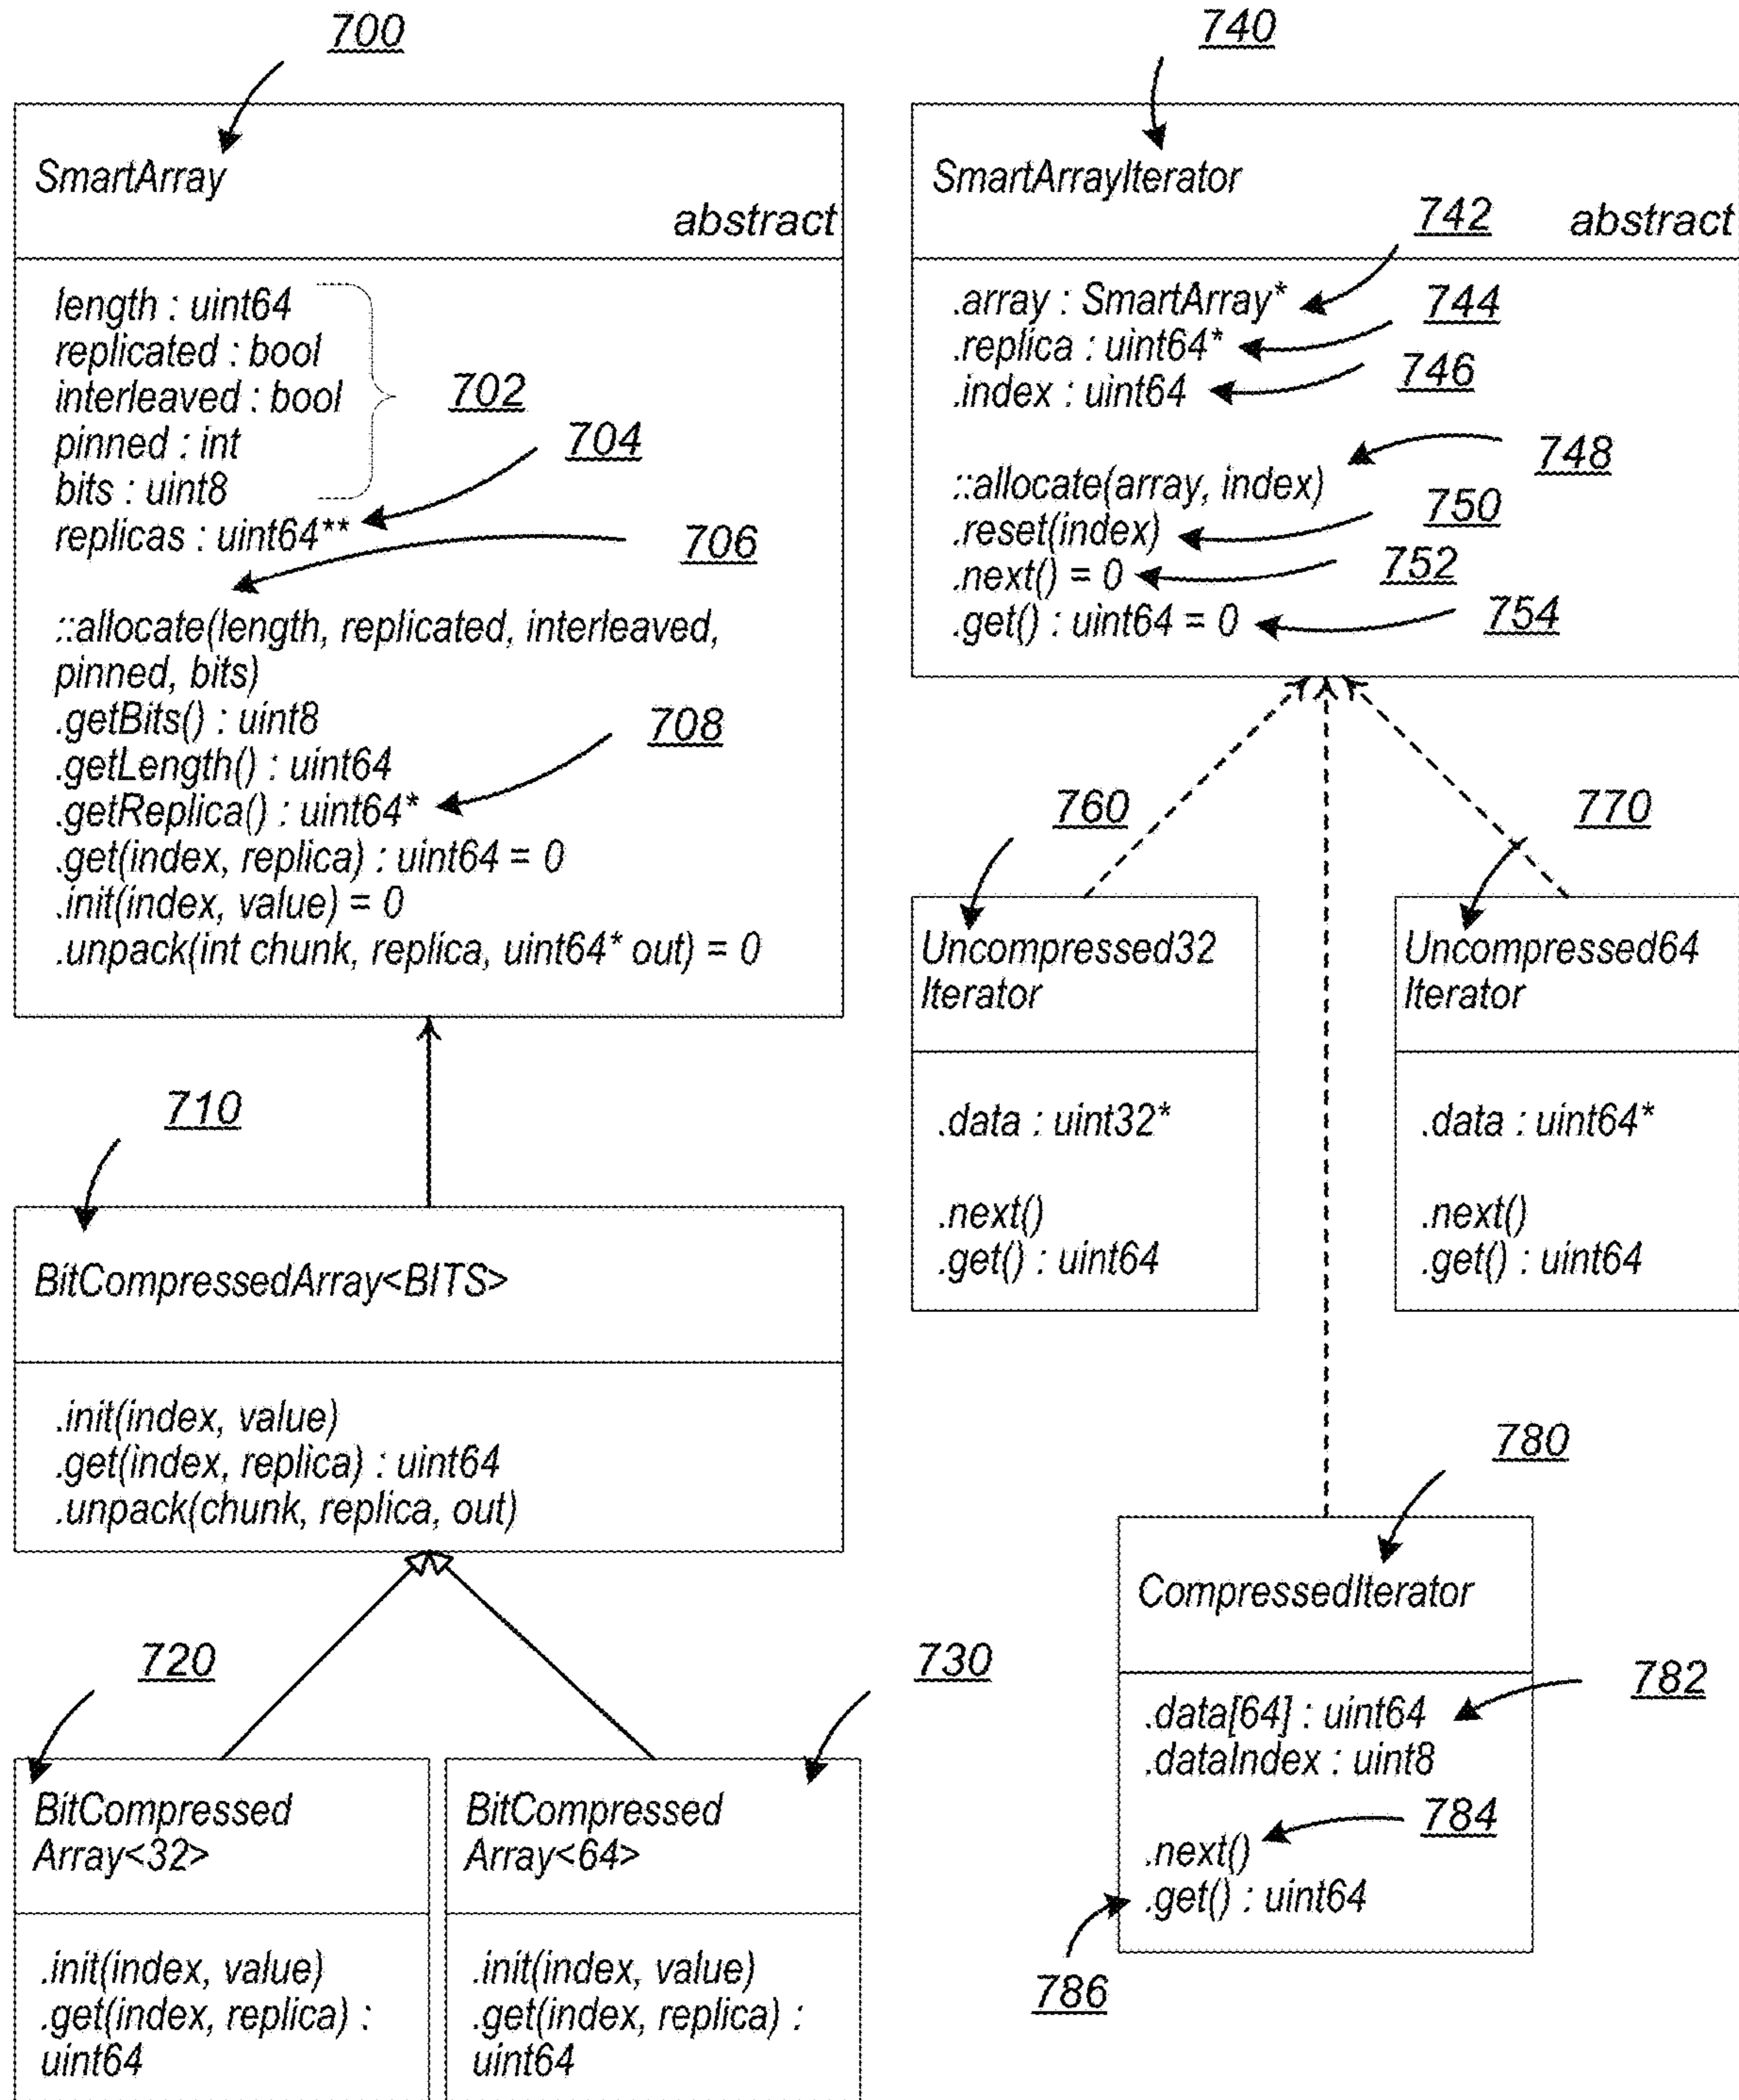 700
SmartArray
abstract
length : uint64
replicated : bool
interleaved : bool
702
pinned : int
704
bits : uint8
replicas : uint64**
706
::allocate(length, replicated, interleaved,
pinned, bits)
.getBits() : uint8
708
.getLength() : uint64
.getReplica() : uint64*
.get(index, replica) : uint64 = 0
.init(index, value) = 0
.unpack(int chunk, replica, uint64* out) = 0
710
BitCompressedArray<BITS>
.init(index, value)
.get(index, replica) : uint64
.unpack(chunk, replica, out)
720
BitCompressed
Array<32>
.init(index, value)
.get(index, replica) :
uint64
730
BitCompressed
Array<64>
.init(index, value)
.get(index, replica) :
uint64
740
SmartArrayIterator
742
abstract
.array : SmartArray*
744
.replica : uint64*
746
.index : uint64
748
::allocate(array, index)
750
.reset(index)
752
.next() = 0
754
.get() : uint64 = 0
760
Uncompressed32
Iterator
.data : uint32*
.next()
.get() : uint64
770
Uncompressed64
Iterator
.data : uint64*
.next()
.get() : uint64
780
CompressedIterator
782
.data[64] : uint64
.dataIndex : uint8
784
.next()
.get() : uint64
786